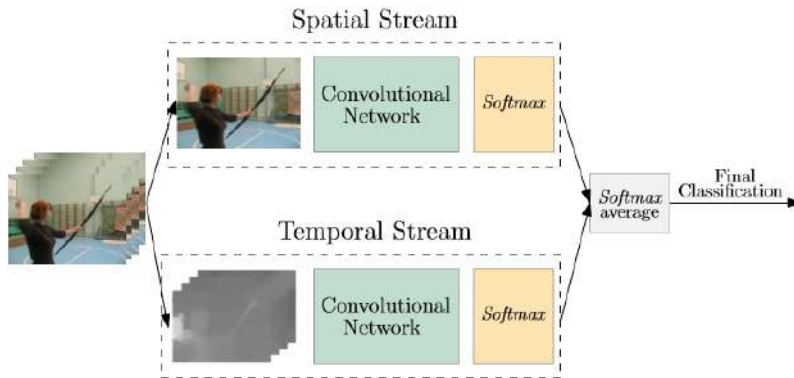 Spatial Stream
Convolutional
Network
Softmax
Temporal Stream
Convolutional
Network
Softmax
Softmax
average
Final
Classification